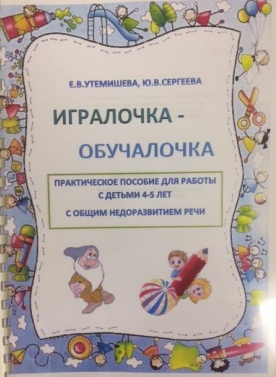 Е.В.УТЕМИШЕВА, Ю.В.СЕРГЕЕВА
ИГРАЛОЧКА -
ОБУЧАЛОЧКА
ПРАКТИЧЕСКОЕ ПОСОБИЕ ДЛЯ РАБОТЫ
С ДЕТЬМИ 4-5 ЛЕТ
С ОБЩИМ НЕДОРАЗВИТИЕМ РЕЧИ